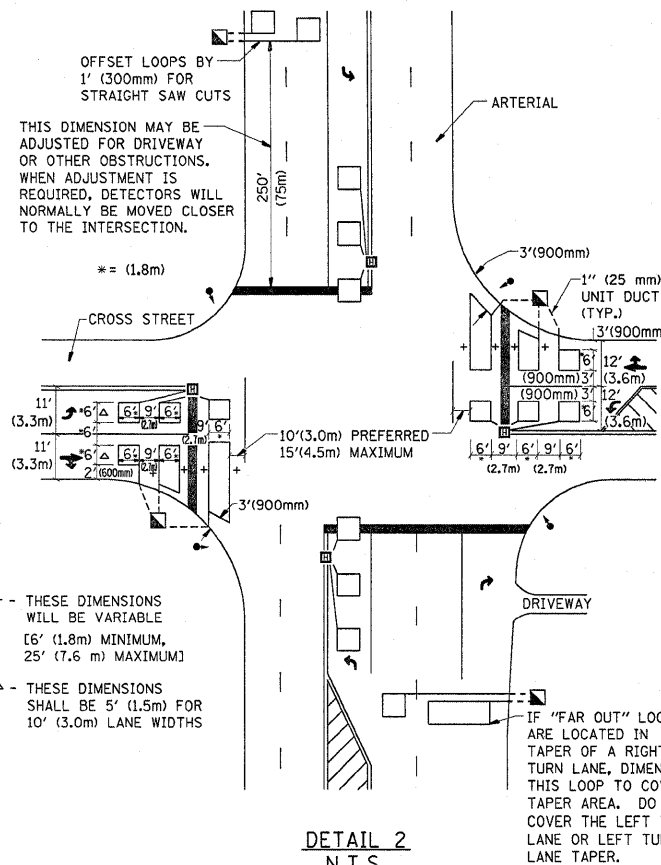 OFFSET LOOPS BY
1' (300mm) FOR
STRAIGHT SAW CUTS
ARTERIAL
THIS DIMENSION MAY BE
ADJUSTED FOR DRIVEWAY
OR OTHER OBSTRUCTIONS.
WHEN ADJUSTMENT IS
REQUIRED, DETECTORS WILL
NORMALLY BE MOVED CLOSER
TO THE INTERSECTION.
250'
(75m)
* = (1.8m)
3'(900mm)
1" (25 mm)
UNIT DUCT
(TYP.)
CROSS STREET
H
3'(900mm
*6'
12'
(3.6m)
(900mm) 3'
(900mm) 3'
12'
*6'
(3.6m)
H
6' 9' 6' 9' 6'
* * *
(2.7m) (2.7m)
H
11'
(3.3m)
*6' △ 6' 9' 6'
(2.7m)
*6'
9'
(2.7m)
6'
*
11'
(3.3m)
*6' △ 6' 9' 6'
(2.7m)
2' (600mm)
10'(3.0m) PREFERRED
15'(4.5m) MAXIMUM
3'(900mm)
H
DRIVEWAY
+ - THESE DIMENSIONS
WILL BE VARIABLE
[6' (1.8m) MINIMUM,
25' (7.6 m) MAXIMUM]
△ - THESE DIMENSIONS
SHALL BE 5' (1.5m) FOR
10' (3.0m) LANE WIDTHS
IF "FAR OUT" LOO
ARE LOCATED IN
TAPER OF A RIGHT
TURN LANE, DIMEN
THIS LOOP TO CO
TAPER AREA. DO
COVER THE LEFT
LANE OR LEFT TU
LANE TAPER.
DETAIL 2
N.T.S.